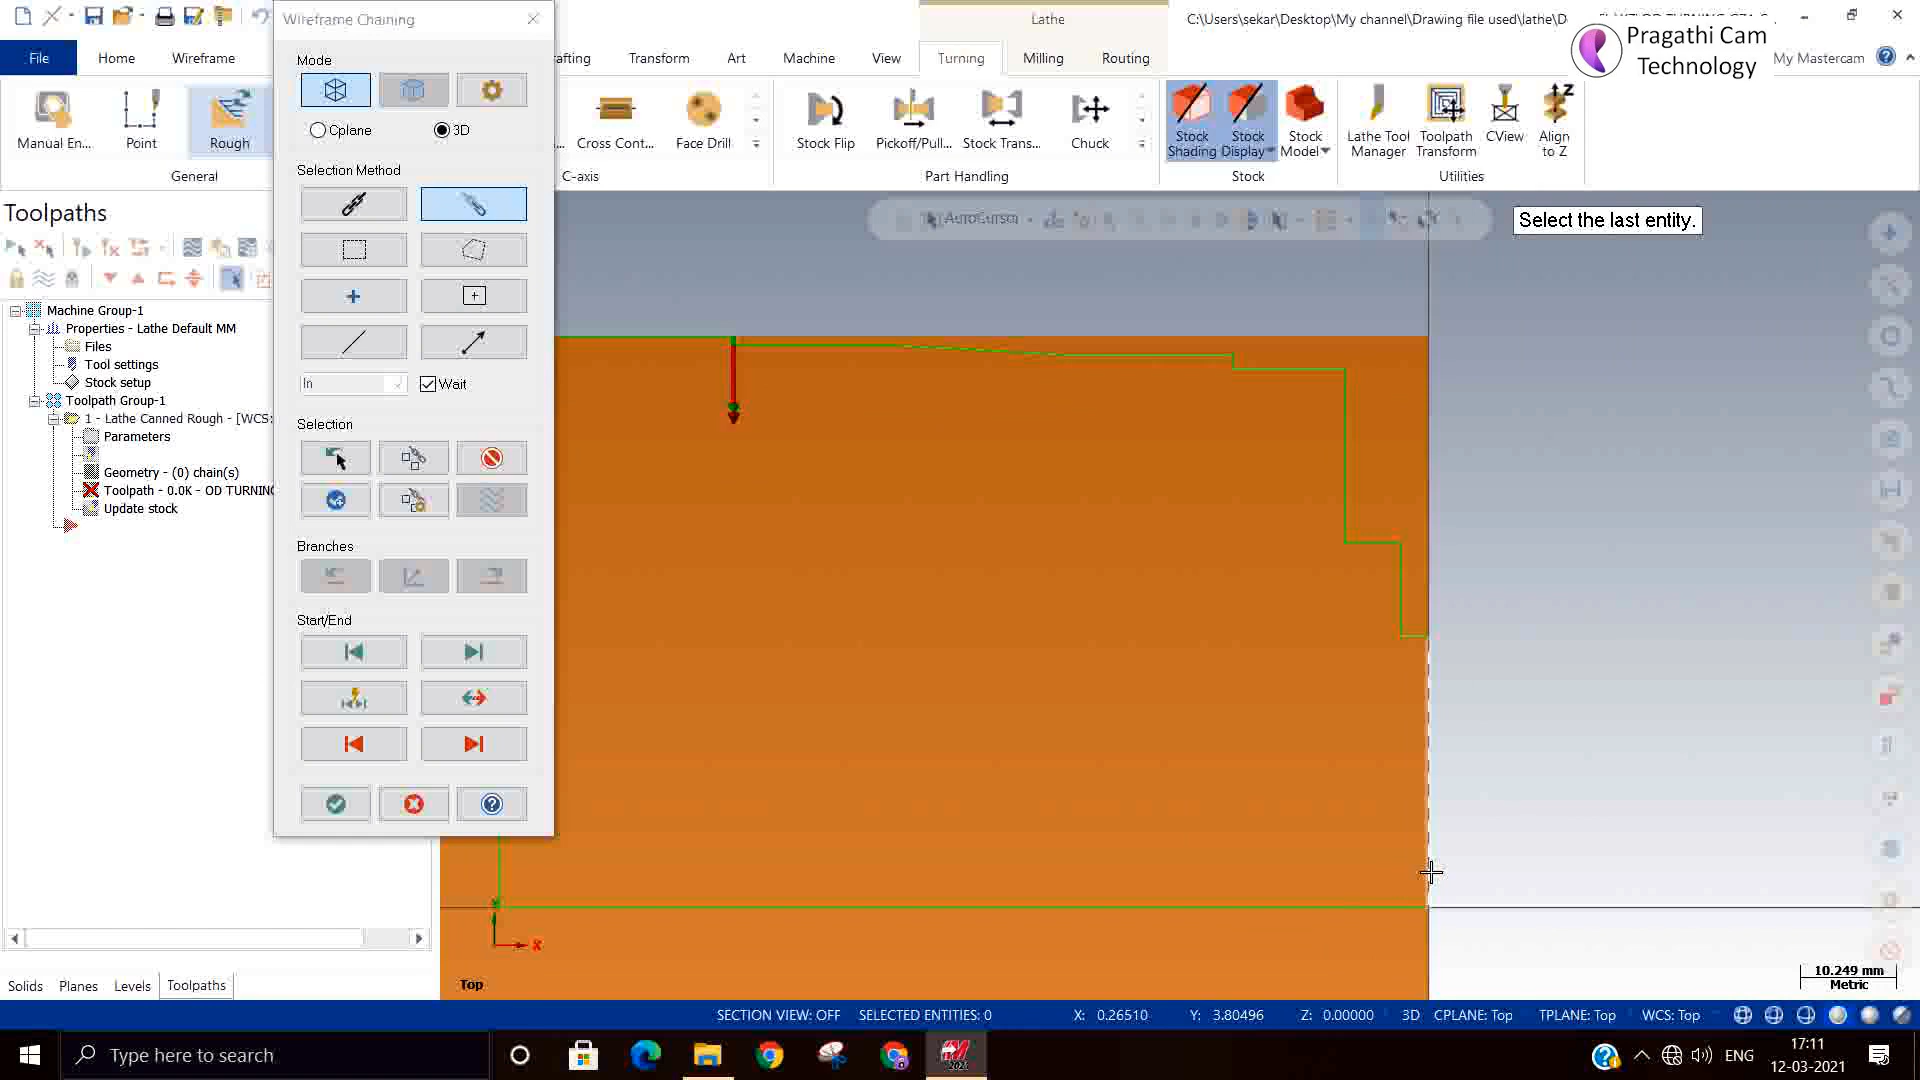 Wireframe Chaining
Lathe
C:\Users\sekar\Desktop\My channel\Drawing file used\lathe\D
Pragathi Cam
Technology
File
Home
Wireframe
Transform
Art
Machine
View
Turning
Milling
Routing
My Mastercam
Mode
Cplane
3D
Manual En...
Point
Rough
Cross Cont...
Face Drill
Stock Flip
Pickoff/Pull...
Stock Trans...
Chuck
Stock
Shading
Stock
Display
Stock
Model
Lathe Tool
Manager
Toolpath
Transform
CView
Align
to Z
General
C-axis
Part Handling
Stock
Utilities
Selection Method
Toolpaths
AutoCursor
Select the last entity.
Machine Group-1
Properties - Lathe Default MM
Files
Tool settings
Stock setup
Toolpath Group-1
1 - Lathe Canned Rough - [WCS:
Parameters
Geometry - (0) chain(s)
Toolpath - 0.0K - OD TURNING
Update stock
In
Wait
Selection
Branches
Start/End
X
Top
10.249 mm
Metric
Solids
Planes
Levels
Toolpaths
SECTION VIEW: OFF
SELECTED ENTITIES: 0
X: 0.26510
Y: 3.80496
Z: 0.00000
3D
CPLANE: Top
TPLANE: Top
WCS: Top
Type here to search
2021
ENG
17:11
12-03-2021